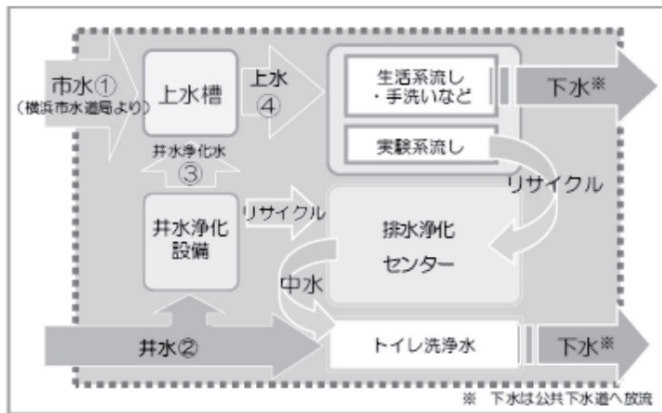 市水①
（横浜市水道局より）
上水槽
上水
④
生活系流し
・手洗いなど
下水※
実験系流し
井水浄化水
③
リサイクル
井水浄化
設備
リサイクル
排水浄化
センター
中水
井水②
トイレ洗浄水
下水※
※ 下水は公共下水道へ放流